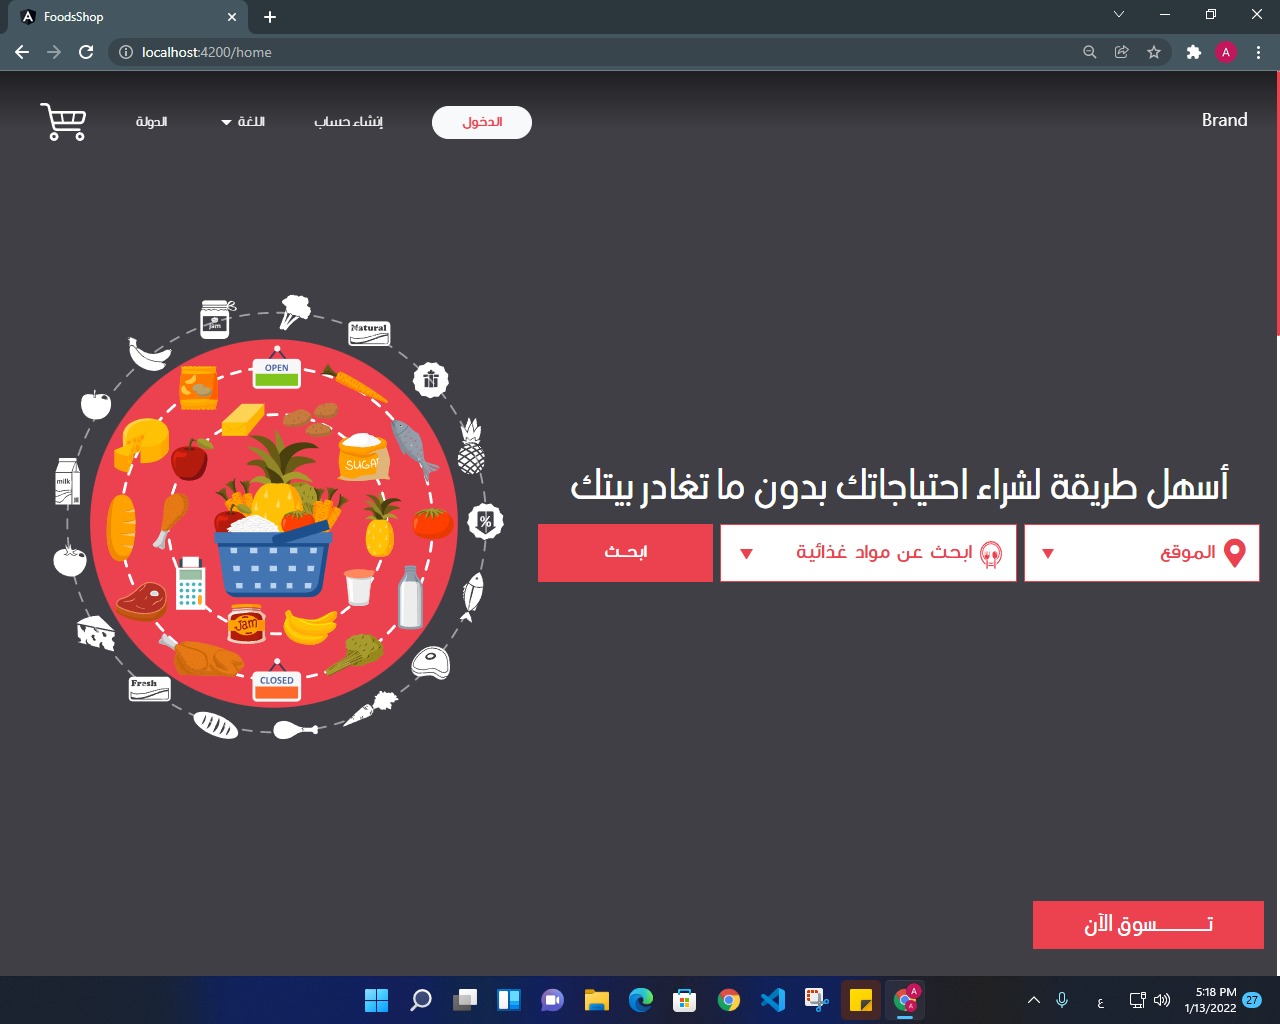 FoodsShop
localhost:4200/home
A
Brand
الدخول
إنشاء حساب
اللغة
الدولة
Jam
Natural
N
%
milk
Fresh
OPEN
SUGAR
Jam
CLOSED
أسهل طريقة لشراء احتياجاتك بدون ما تغادر بيتك
الموقع
ابحث عن مواد غذائية
ابحـث
تـــــــسوق الآن
ع
5:18 PM
1/13/2022
27